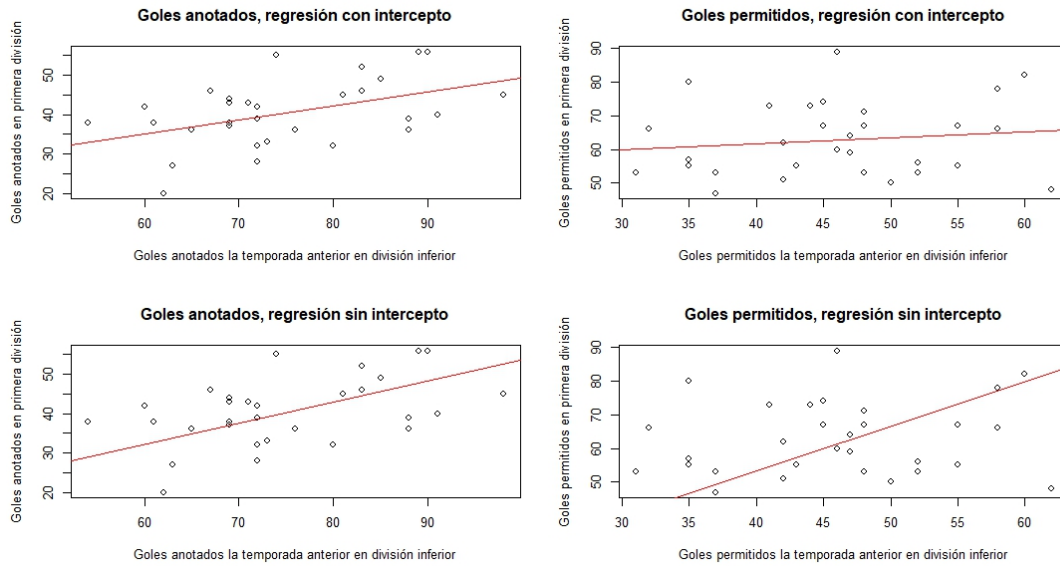 Goles anotados, regresión con intercepto
Goles anotados en primera división
20 30 40 50
60 70 80 90
Goles anotados la temporada anterior en división inferior
Goles permitidos, regresión con intercepto
Goles permitidos en primera división
50 60 70 80 90
30 35 40 45 50 55 60
Goles permitidos la temporada anterior en división inferior
Goles anotados, regresión sin intercepto
Goles anotados en primera división
20 30 40 50
60 70 80 90
Goles anotados la temporada anterior en división inferior
Goles permitidos, regresión sin intercepto
Goles permitidos en primera división
50 60 70 80 90
30 35 40 45 50 55 60
Goles permitidos la temporada anterior en división inferior